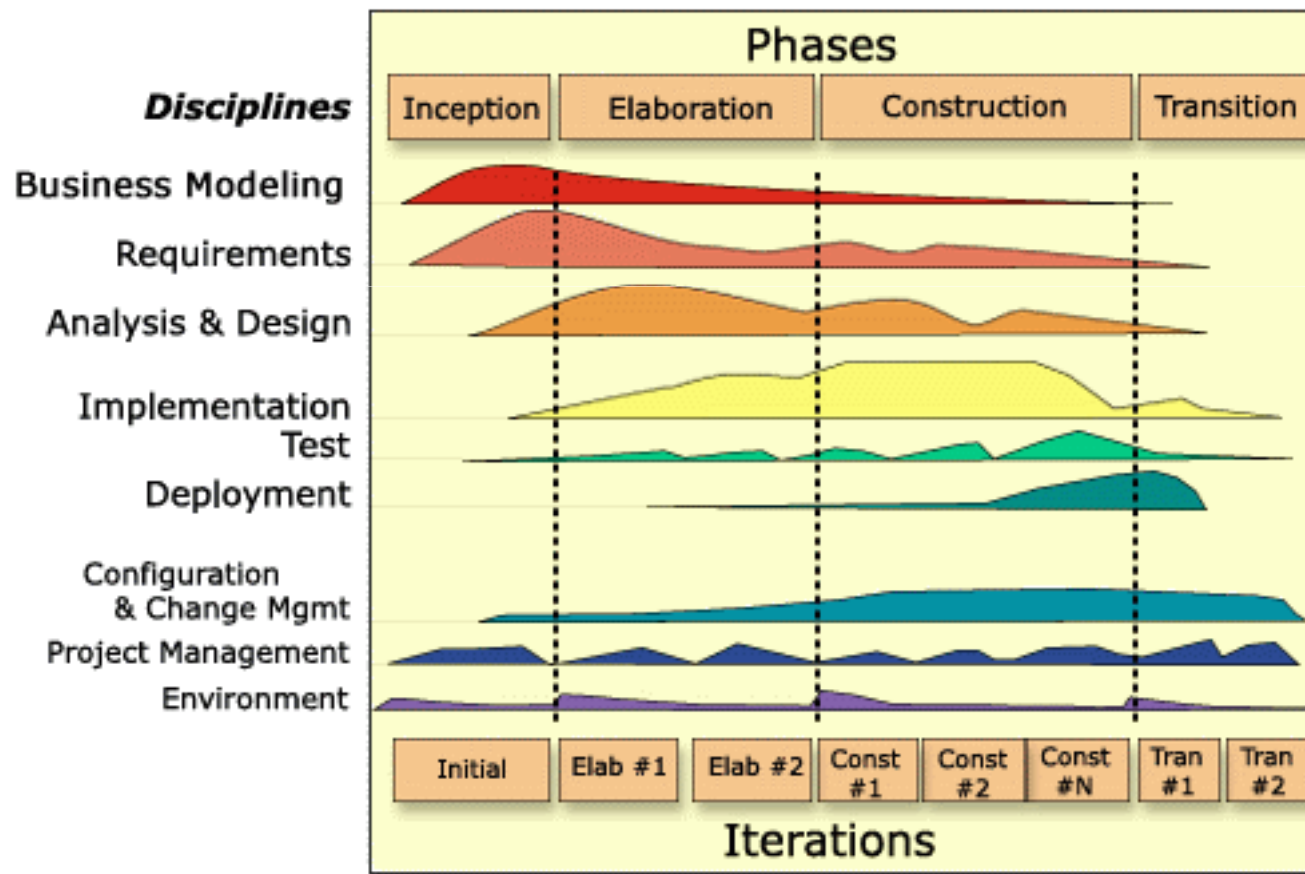 Phases
Disciplines
Inception
Elaboration
Construction
Transition
Business Modeling
Requirements
Analysis & Design
Implementation
Test
Deployment
Configuration
& Change Mgmt
Project Management
Environment
Initial
Elab #1
Elab #2
Const
#1
Const
#2
Const
#N
Tran
#1
Tran
#2
Iterations